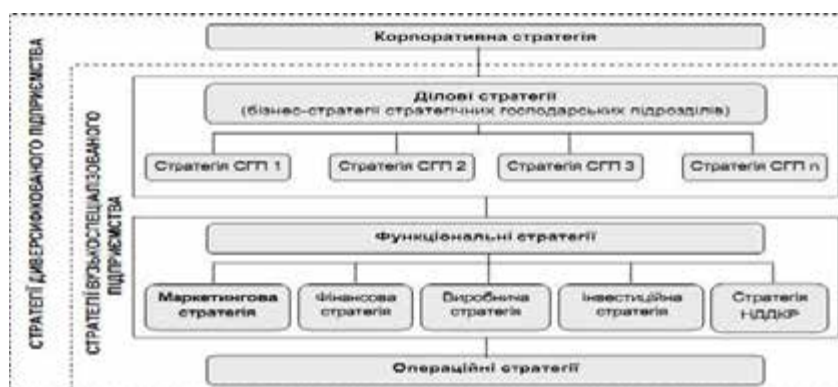 СТРАТЕГІЇ ДИВЕРСИФІКОВАНОГО ПІДПРИЄМСТВА
СТРАТЕГІЇ ВУЗЬКОСПЕЦІАЛІЗОВАНОГО
ПІДПРИЄМСТВА
Корпоративна стратегія
Ділові стратегії
(бізнес-стратегії стратегічних господарських підрозділів)
Стратегія СГП 1
Стратегія СГП 2
Стратегія СГП 3
Стратегія СГП n
Функціональні стратегії
Маркетингова
стратегія
Фінансова
стратегія
Виробнича
стратегія
Інвестиційна
стратегія
Стратегія
НДДКР
Операційні стратегії